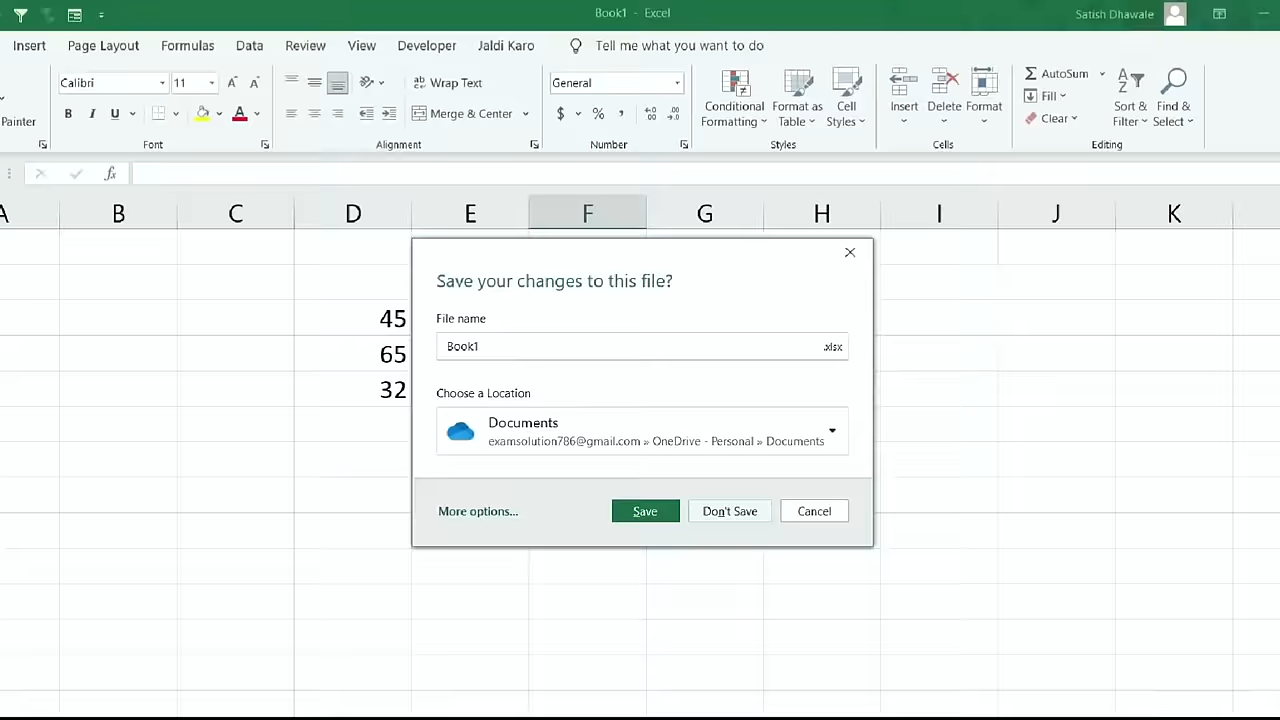 Book1 - Excel
Satish Dhawale
Insert Page Layout Formulas Data Review View Developer Jaldi Karo Tell me what you want to do
Calibri 11 ab Wrap Text General AutoSum
Fill
Painter B I U A Merge & Center $ % , Conditional Formatting Format as Table Cell Styles Insert Delete Format Clear Sort & Filter Find & Select
Font Alignment Number Styles Cells Editing
fx
A B C D E F G H I J K
Save your changes to this file?
File name
45
Book1 .xlsx
65
32
Choose a Location
Documents
examsolution786@gmail.com » OneDrive - Personal » Documents
More options... Save Don't Save Cancel